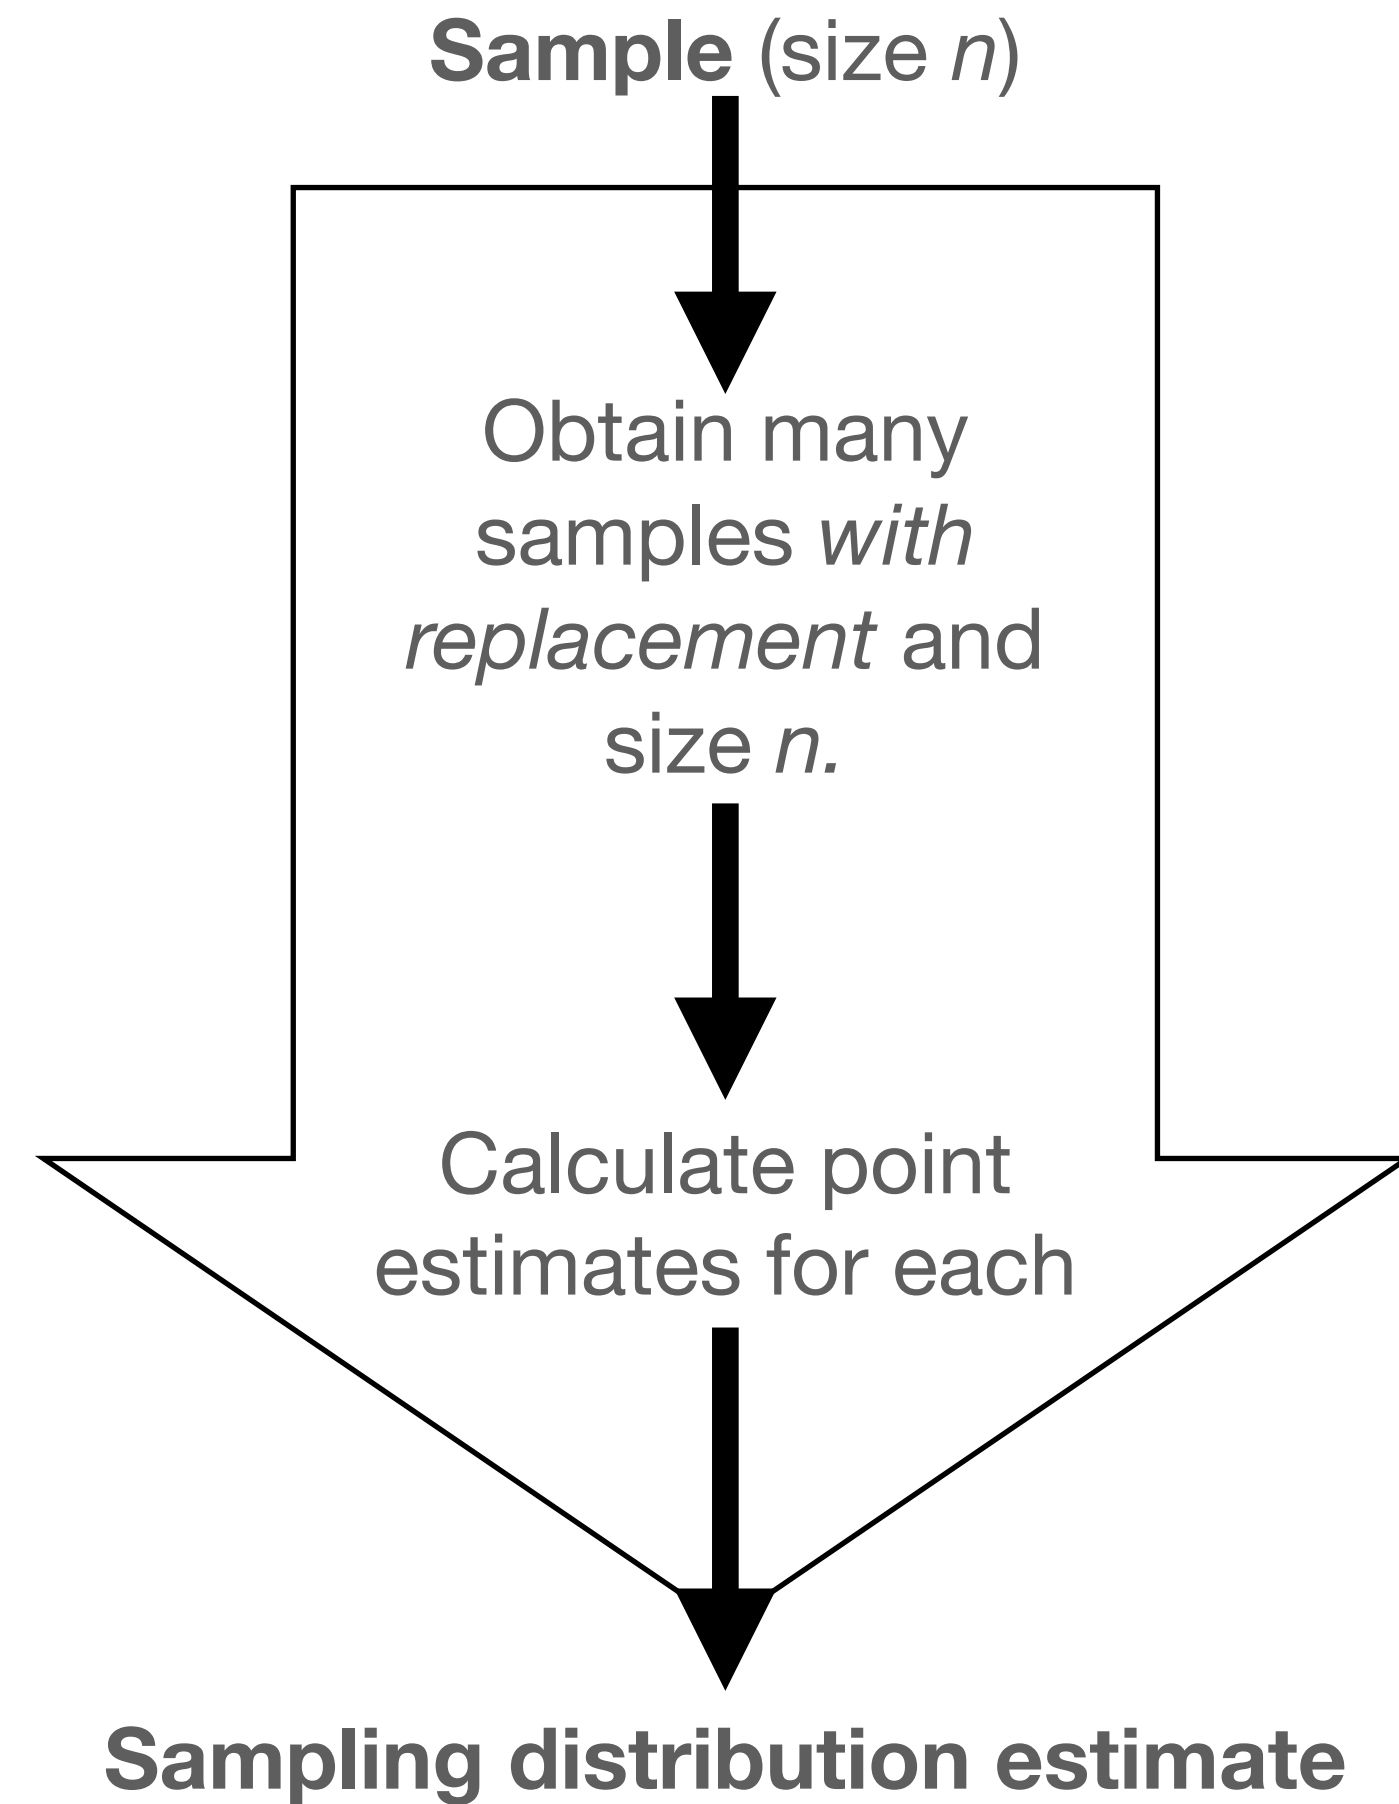 Sample (size n)
Obtain many
samples with
replacement and
size n.
Calculate point
estimates for each
Sampling distribution estimate